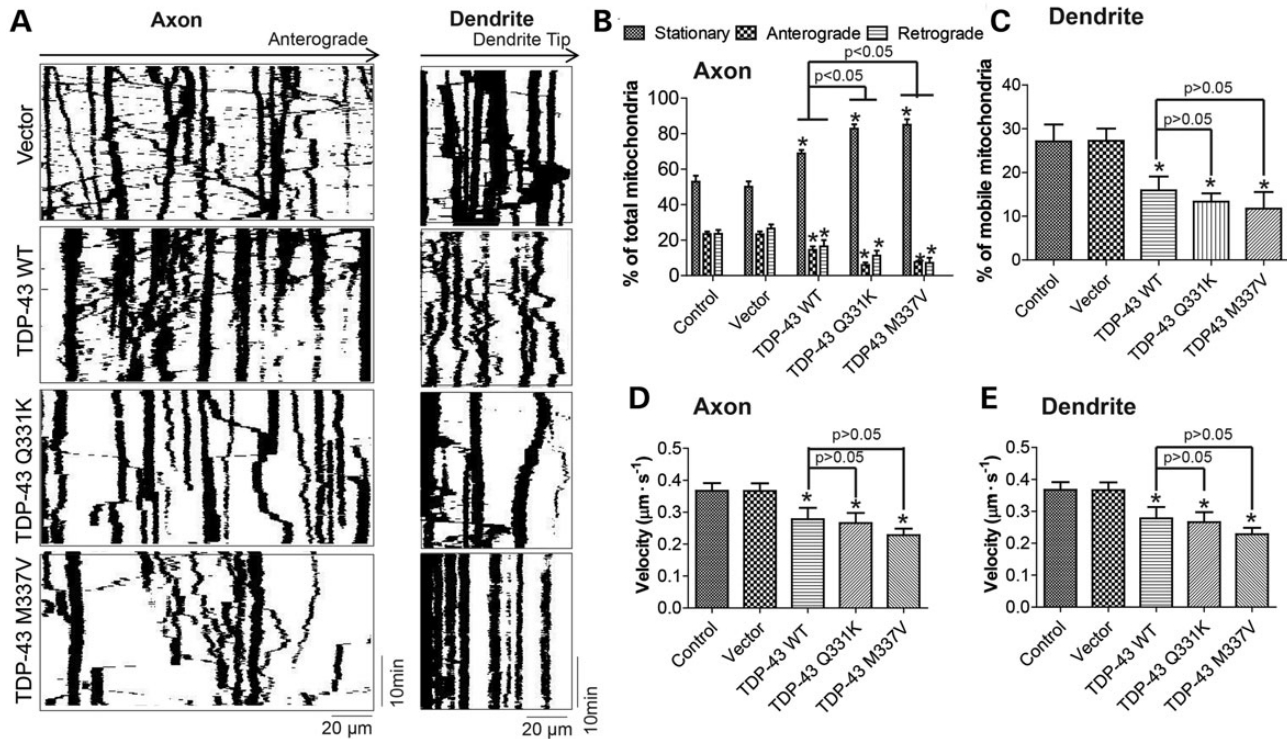 A
Axon
Anterograde
Dendrite
Dendrite Tip
Vector
TDP-43 WT
TDP-43 Q331K
TDP-43 M337V
10min
20 µm
10min
20 µm
B
Stationary Anterograde Retrograde
Axon
p<0.05
p<0.05
% of total mitochondria
100
80
60
40
20
0
* * * * * * * * *
Control
Vector
TDP-43 WT
TDP-43 Q331K
TDP43 M337V
C
Dendrite
p>0.05
p>0.05
% of mobile mitochondria
40
30
20
10
0
* * *
Control
Vector
TDP-43 WT
TDP-43 Q331K
TDP43 M337V
D
Axon
p>0.05
p>0.05
Velocity (µm · s-1)
0.5
0.4
0.3
0.2
0.1
0.0
* * *
Control
Vector
TDP-43 WT
TDP-43 Q331K
TDP-43 M337V
E
Dendrite
p>0.05
p>0.05
Velocity (µm · s-1)
0.5
0.4
0.3
0.2
0.1
0.0
* * *
Control
Vector
TDP-43 WT
TDP-43 Q331K
TDP-43 M337V